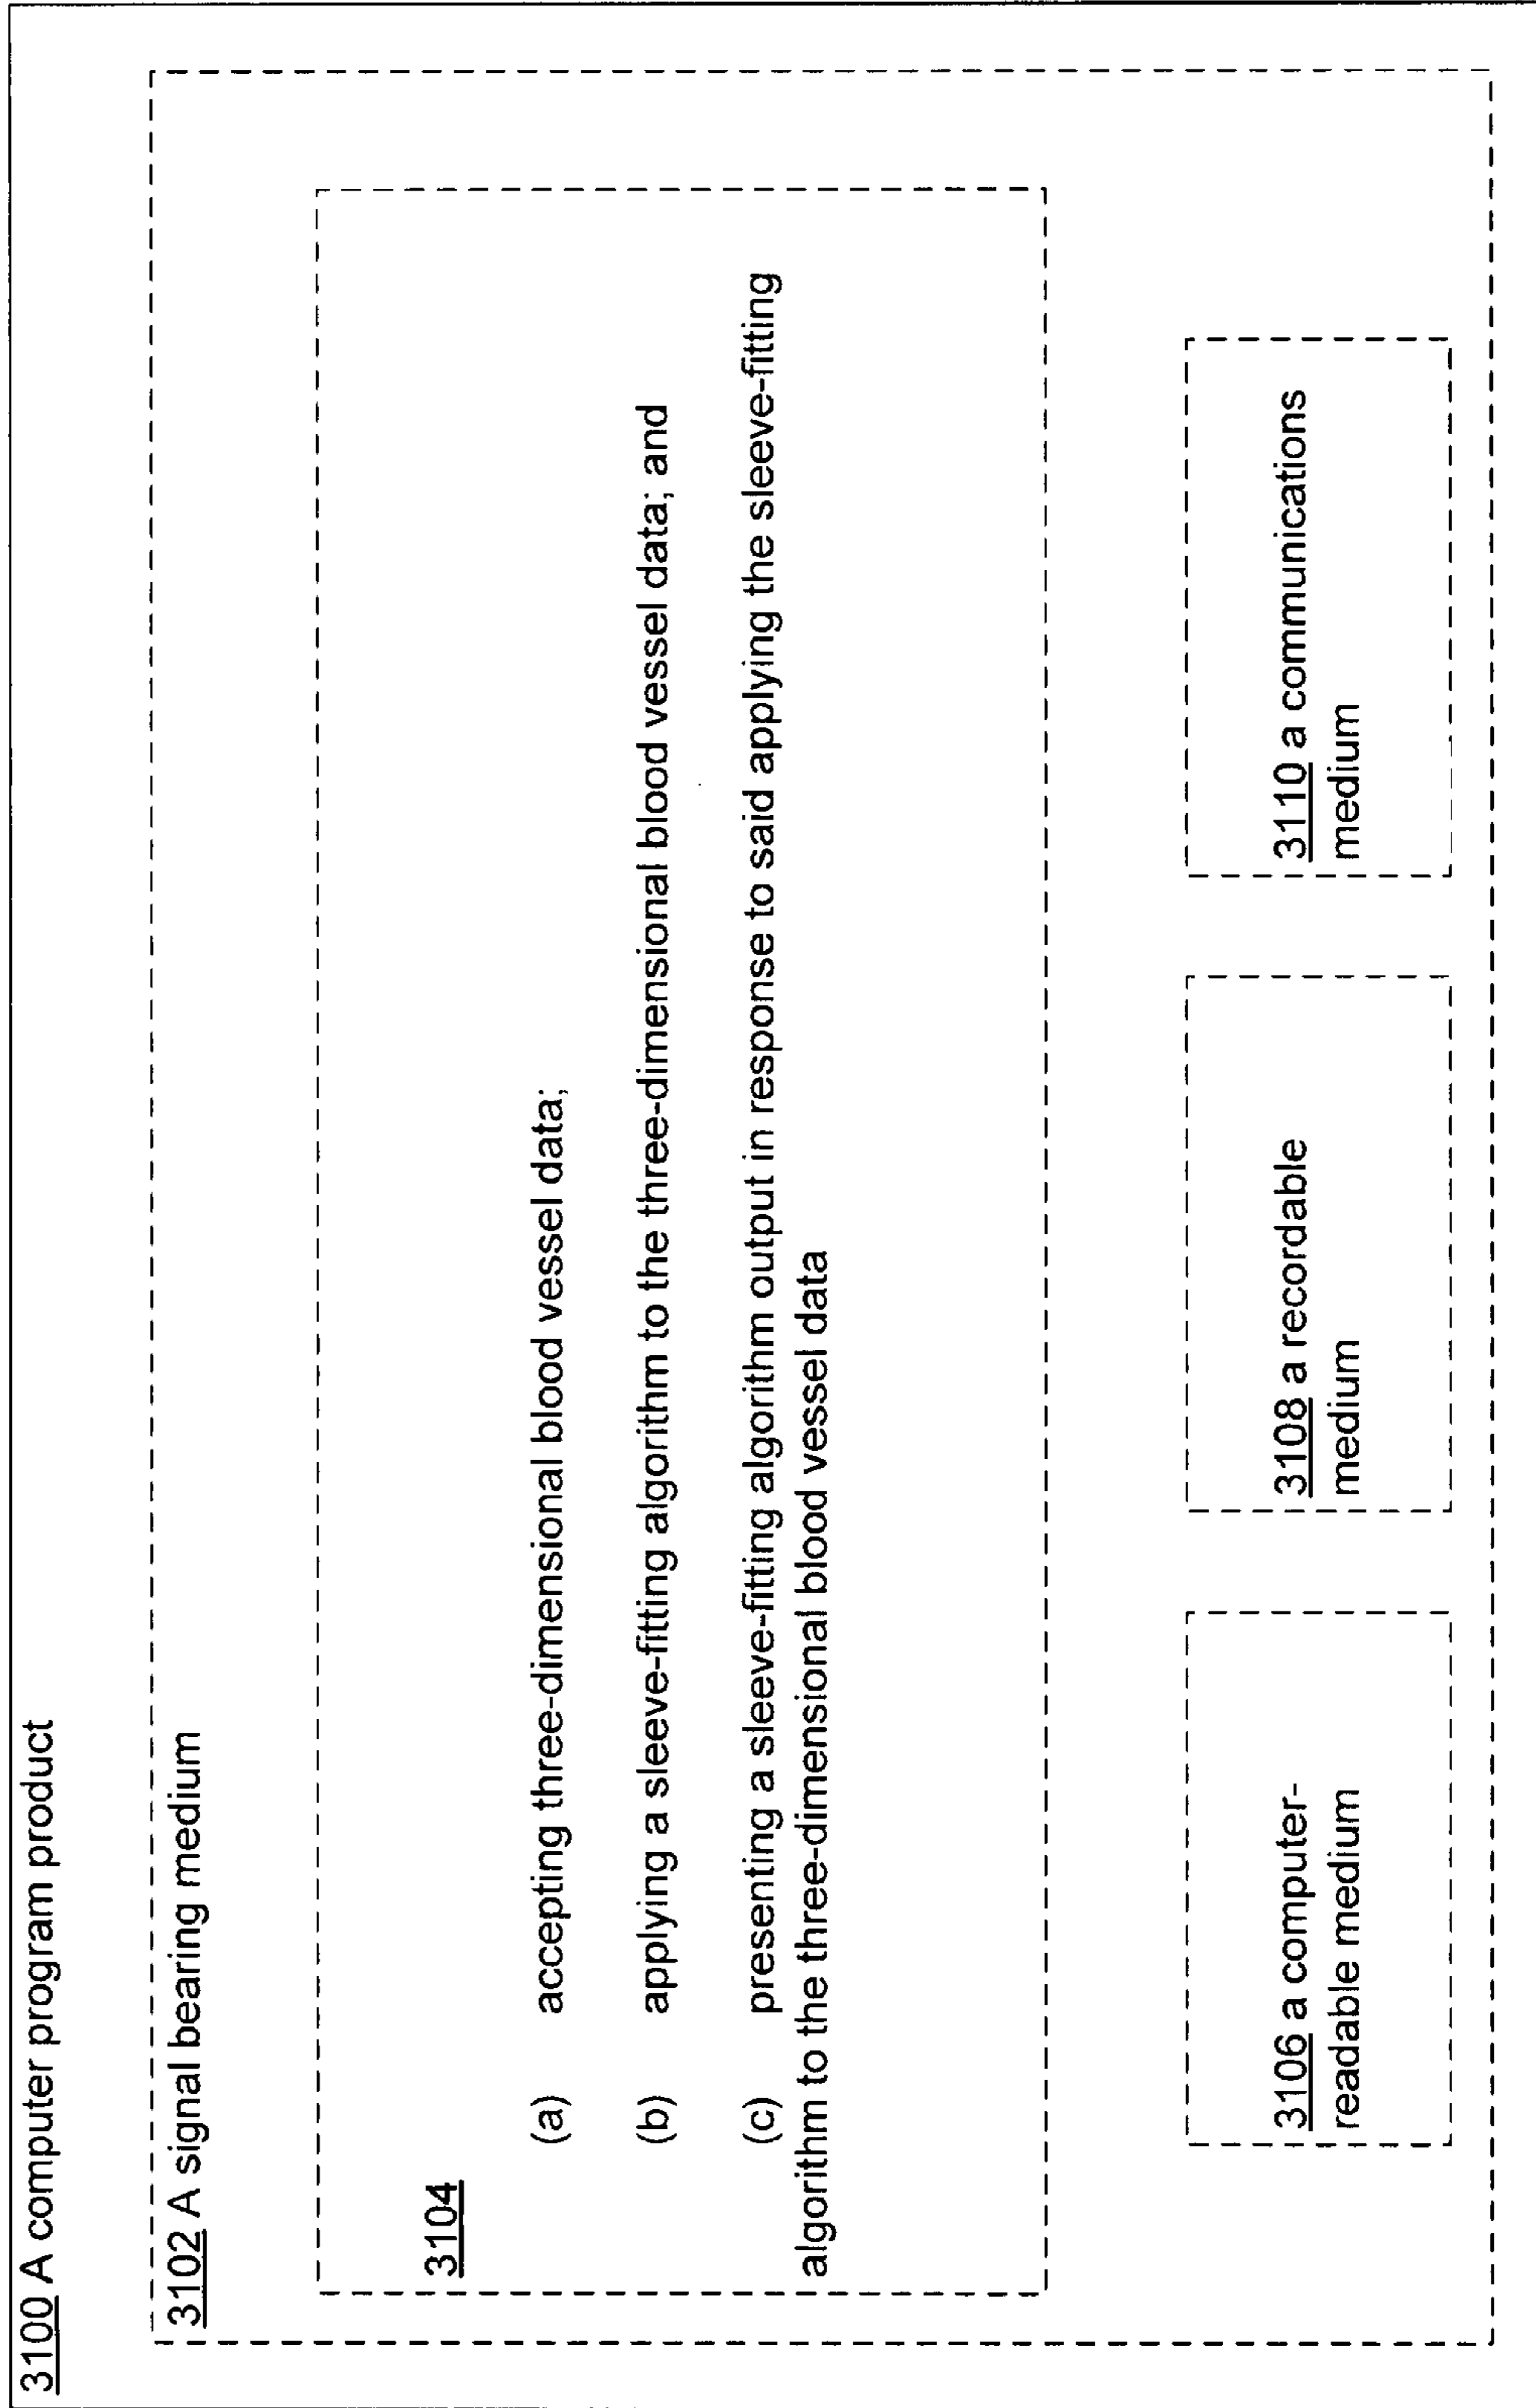 3100 A computer program product
3102 A signal bearing medium
3104
(a) accepting three-dimensional blood vessel data;
(b) applying a sleeve-fitting algorithm to the three-dimensional blood vessel data; and
(c) presenting a sleeve-fitting algorithm output in response to said applying the sleeve-fitting
algorithm to the three-dimensional blood vessel data
3106 a computer-
readable medium
3108 a recordable
medium
3110 a communications
medium